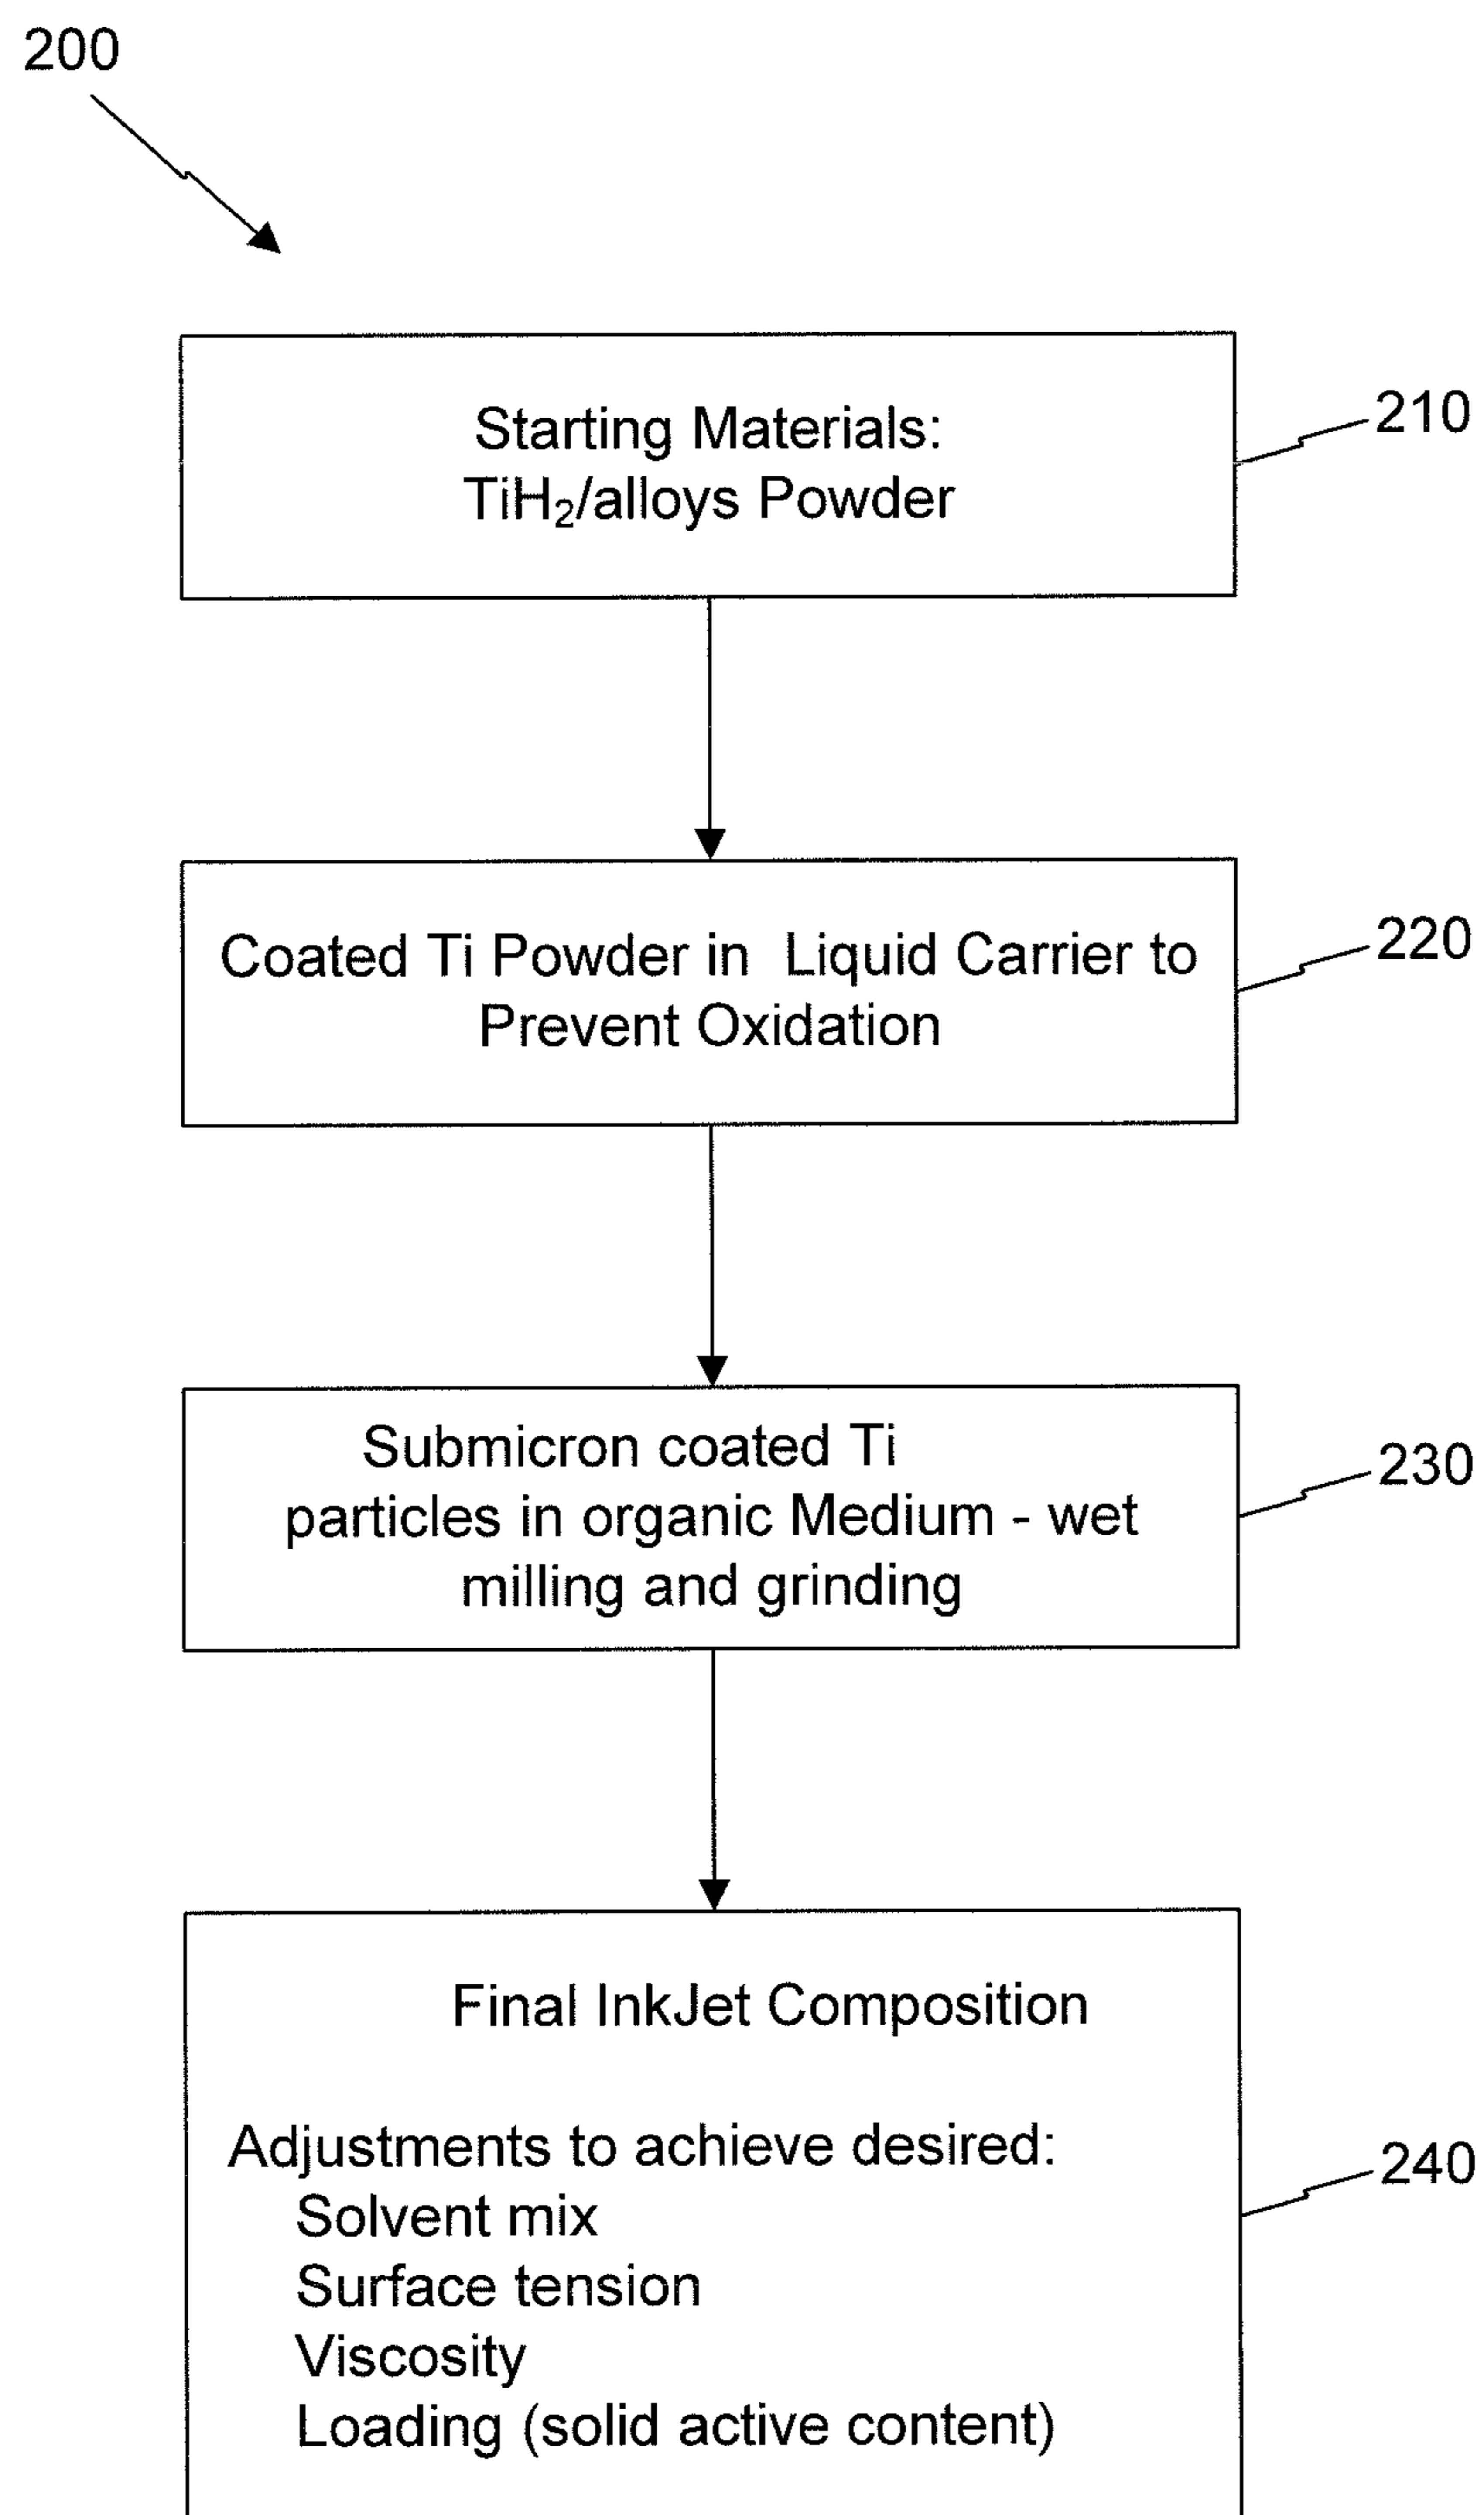 200
Starting Materials:
TiH₂/alloys Powder
210
Coated Ti Powder in Liquid Carrier to
Prevent Oxidation
220
Submicron coated Ti
particles in organic Medium - wet
milling and grinding
230
Final InkJet Composition
Adjustments to achieve desired:
Solvent mix
Surface tension
Viscosity
Loading (solid active content)
240